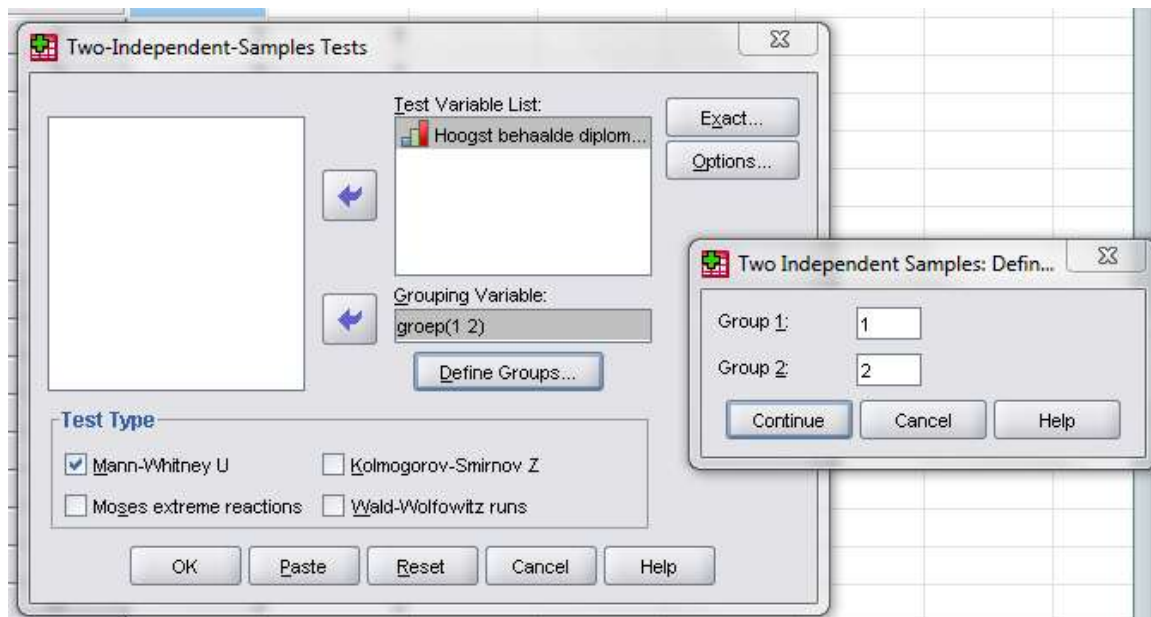 Two-Independent-Samples Tests
Test Variable List:
Hoogst behaalde diplom...
Exact...
Options...
Grouping Variable:
groep(1 2)
Define Groups...
Test Type
Mann-Whitney U
Kolmogorov-Smirnov Z
Moses extreme reactions
Wald-Wolfowitz runs
OK
Paste
Reset
Cancel
Help
Two Independent Samples: Defin...
Group 1:
1
Group 2:
2
Continue
Cancel
Help